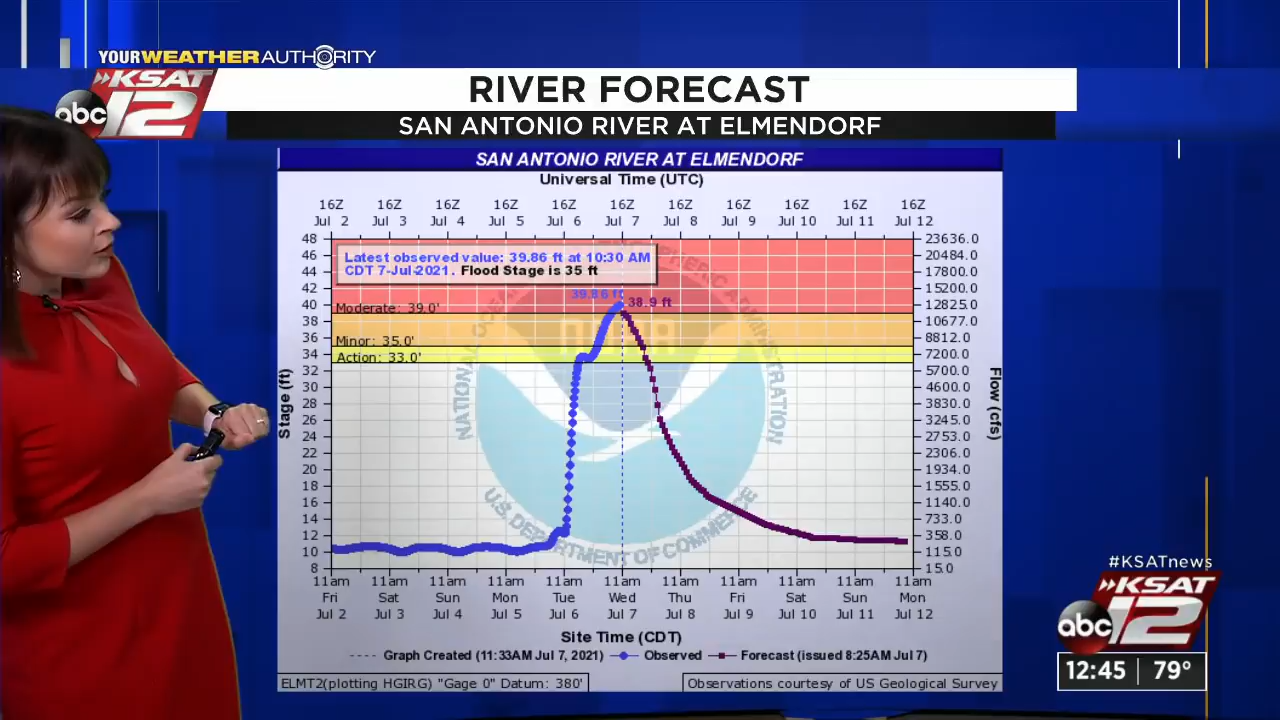 YOUR WEATHER AUTHORITY
KSAT
abc 12
RIVER FORECAST
SAN ANTONIO RIVER AT ELMENDORF
SAN ANTONIO RIVER AT ELMENDORF
Universal Time (UTC)
16Z 16Z 16Z 16Z 16Z 16Z 16Z 16Z 16Z 16Z 16Z
Jul 2 Jul 3 Jul 4 Jul 5 Jul 6 Jul 7 Jul 8 Jul 9 Jul 10 Jul 11 Jul 12
48 23636.0
46 20484.0
44 17800.0
42 15200.0
40 12825.0
38 10677.0
36 8812.0
34 7200.0
32 5700.0
30 4600.0
28 3830.0
26 3245.0
24 2753.0
22 2306.0
20 1934.0
18 1555.0
16 1140.0
14 733.0
12 358.0
10 115.0
8 15.0
Latest observed value: 39.86 ft at 10:30 AM
CDT 7-Jul-2021. Flood Stage is 35 ft
39.86 ft
38.9 ft
Moderate: 39.0'
Minor: 35.0'
Action: 33.0'
Stage (ft)
Flow (cfs)
U.S. DEPARTMENT OF COMMERCE
11am 11am 11am 11am 11am 11am 11am 11am 11am 11am 11am
Fri Sat Sun Mon Tue Wed Thu Fri Sat Sun Mon
Jul 2 Jul 3 Jul 4 Jul 5 Jul 6 Jul 7 Jul 8 Jul 9 Jul 10 Jul 11 Jul 12
Site Time (CDT)
Graph Created (11:33AM Jul 7, 2021) Observed Forecast (issued 8:25AM Jul 7)
ELMT2(plotting HGIRG) "Gage 0" Datum: 380'
Observations courtesy of US Geological Survey
#KSATnews
KSAT
abc 12
12:45 79°